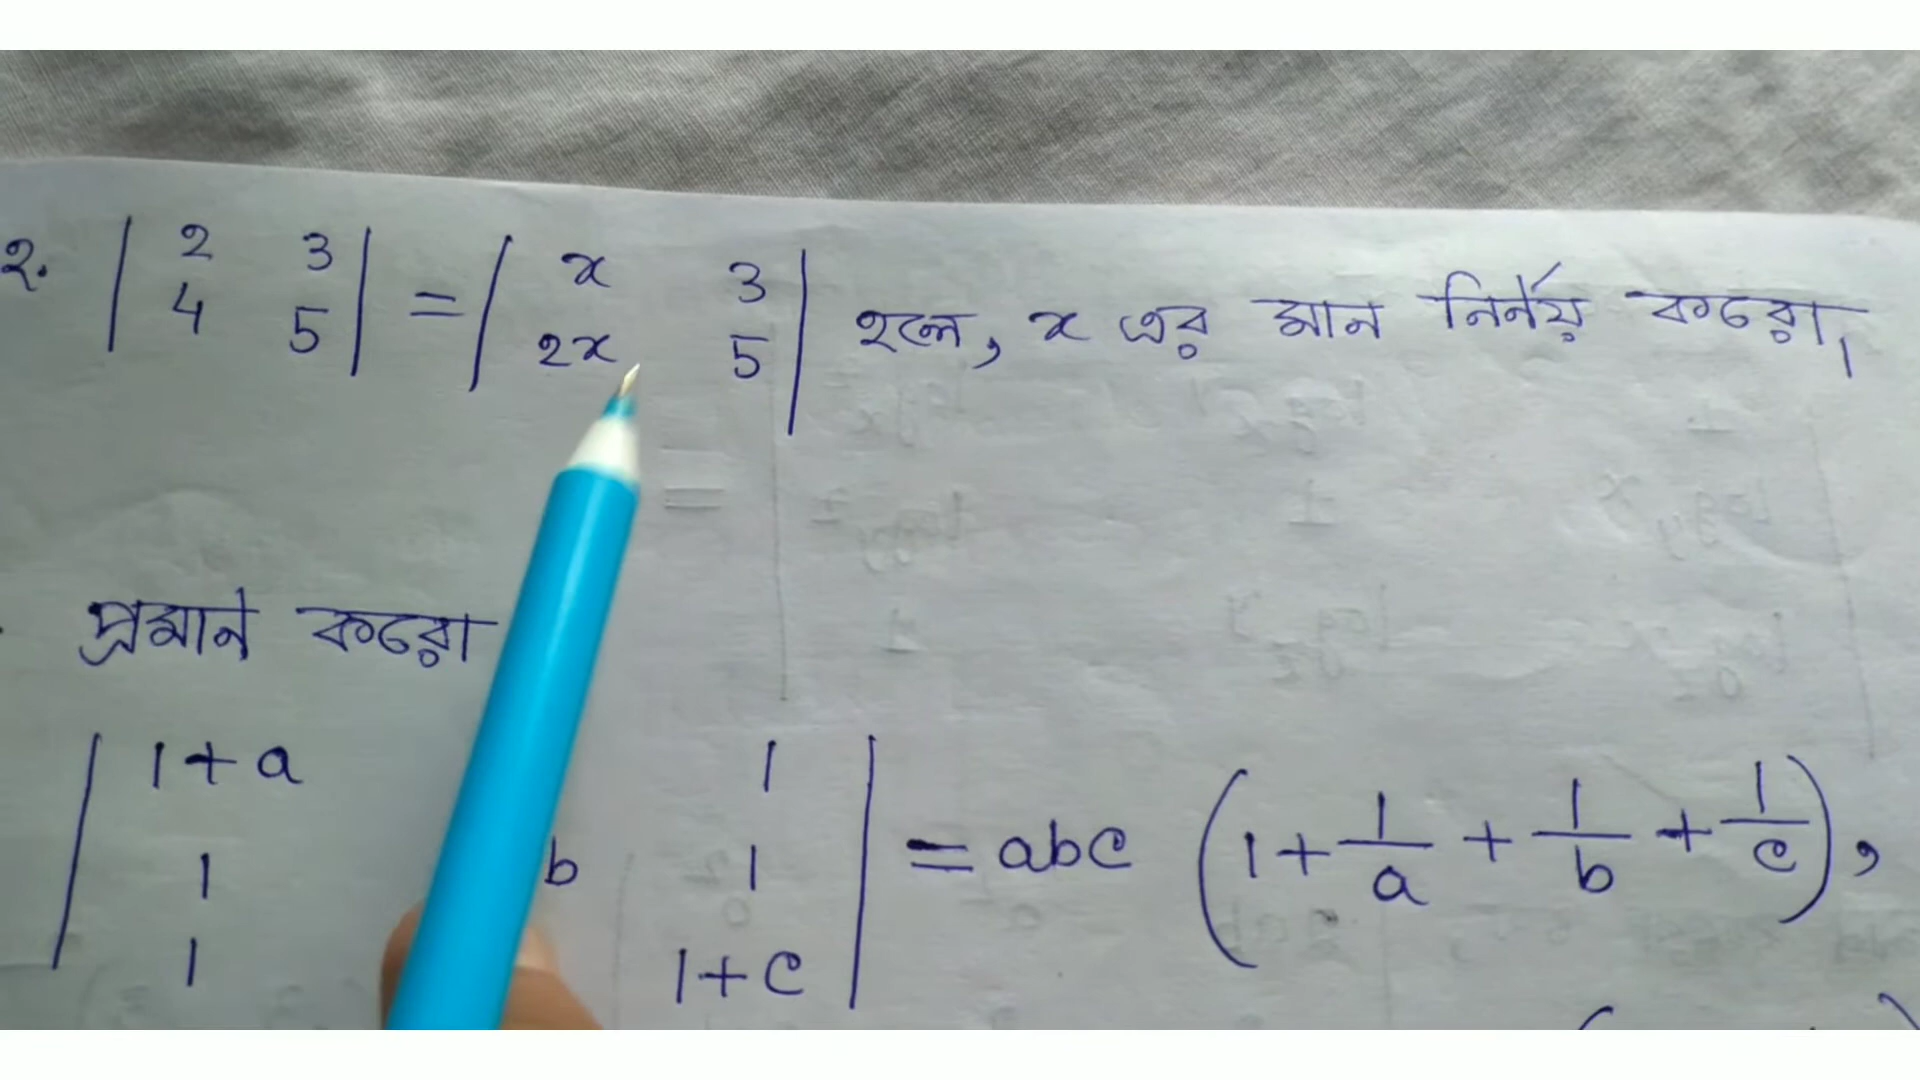 ২. | 2 3 | = | x 3 | হলে, x এর মান নির্নয় করো।
| 4 5 | | 2x 5 |
প্রমান করো
| 1+a 1 |
| 1 b 1 | = abc (1 + 1/a + 1/b + 1/c),
| 1 1+c |